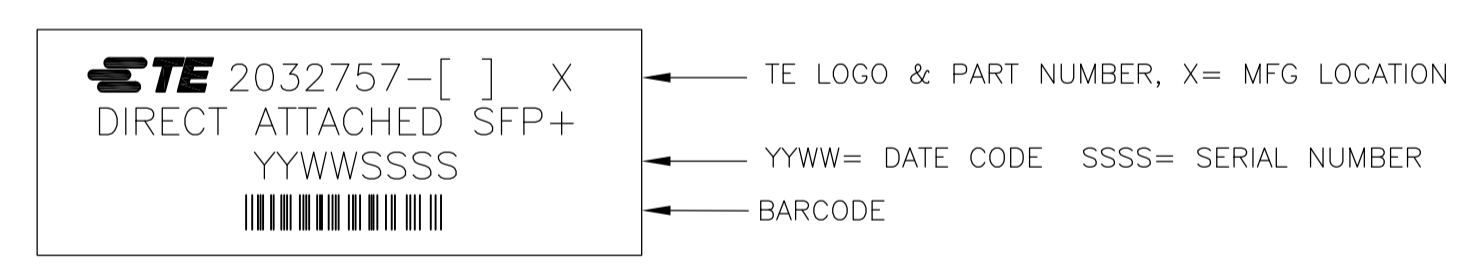 TE 2032757-[ ] X
TE LOGO & PART NUMBER, X= MFG LOCATION
DIRECT ATTACHED SFP+
YYWWSSSS
YYWW= DATE CODE SSSS= SERIAL NUMBER
BARCODE